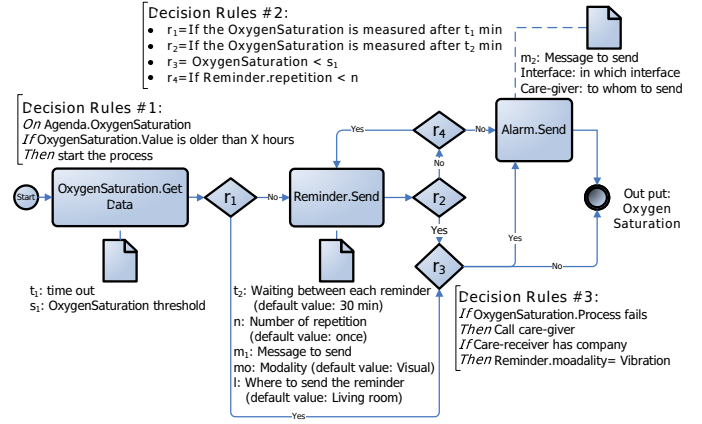 Decision Rules #2:
• r₁=If the OxygenSaturation is measured after t₁ min
• r₂=If the OxygenSaturation is measured after t₂ min
• r₃= OxygenSaturation < s₁
• r₄=If Reminder.repetition < n
m₂: Message to send
Interface: in which interface
Care-giver: to whom to send
Decision Rules #1:
On Agenda.OxygenSaturation
If OxygenSaturation.Value is older than X hours
Then start the process
Yes
r₄
No
Alarm.Send
No
Start
OxygenSaturation.Get
Data
r₁
No
Reminder.Send
r₂
Out put:
Oxygen
Saturation
Yes
Yes
r₃
No
t₁: time out
s₁: OxygenSaturation threshold
t₂: Waiting between each reminder
(default value: 30 min)
n: Number of repetition
(default value: once)
m₁: Message to send
mo: Modality (default value: Visual)
l: Where to send the reminder
(default value: Living room)
Decision Rules #3:
If OxygenSaturation.Process fails
Then Call care-giver
If Care-receiver has company
Then Reminder.moadality= Vibration
Yes